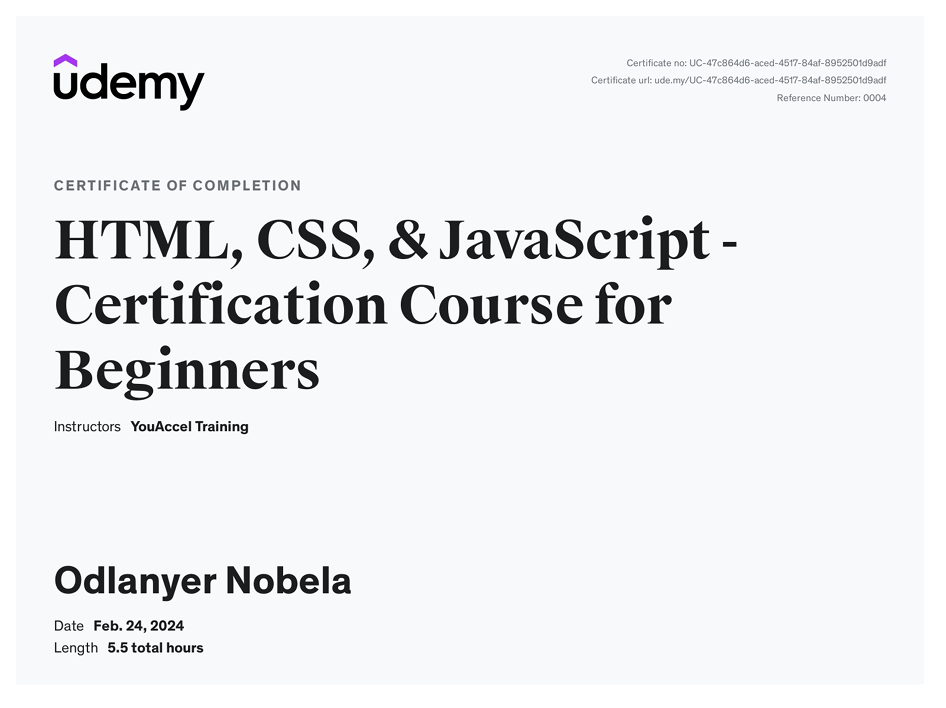 udemy
Certificate no: UC-47c864d6-aced-4517-84af-8952501d9adf
Certificate url: ude.my/UC-47c864d6-aced-4517-84af-8952501d9adf
Reference Number: 0004
CERTIFICATE OF COMPLETION
HTML, CSS, & JavaScript -
Certification Course for
Beginners
Instructors YouAccel Training
Odlanyer Nobela
Date Feb. 24, 2024
Length 5.5 total hours